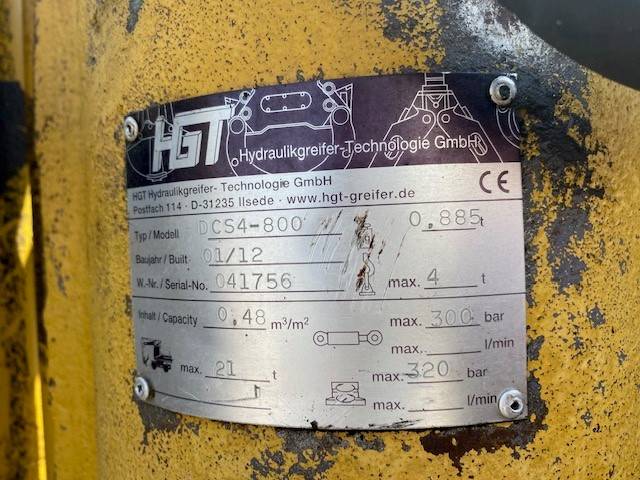 HGT
Hydraulikgreifer-Technologie GmbH
HGT Hydraulikgreifer- Technologie GmbH
Postfach 114 · D-31235 Ilsede · www.hgt-greifer.de
CE
Typ / Modell DCS4-800 0.885 t
Baujahr / Built 01/12
W.-Nr. / Serial-No. 041756 max. 4 t
Inhalt / Capacity 0.48 m³/m² max. 300 bar
max. l/min
max. 21 t max. 320 bar
max. l/min